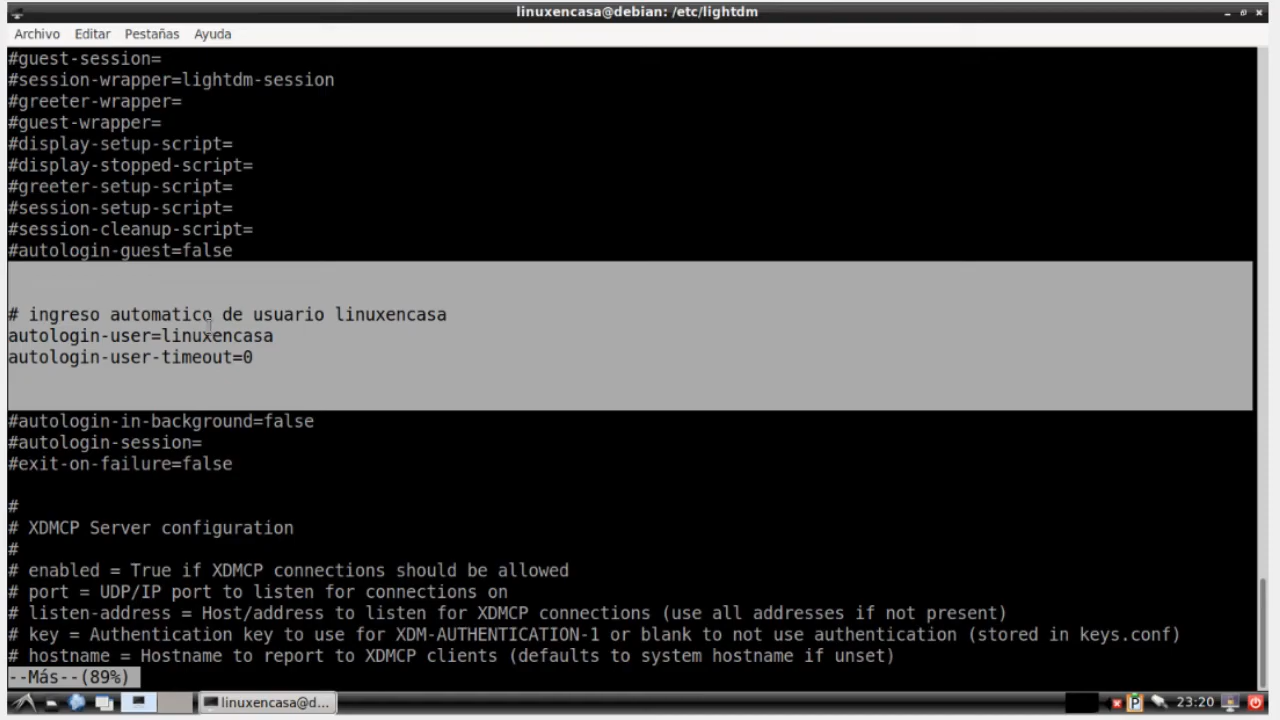 linuxencasa@debian: /etc/lightdm
Archivo Editar Pestañas Ayuda
#guest-session=
#session-wrapper=lightdm-session
#greeter-wrapper=
#guest-wrapper=
#display-setup-script=
#display-stopped-script=
#greeter-setup-script=
#session-setup-script=
#session-cleanup-script=
#autologin-guest=false
# ingreso automatico de usuario linuxencasa
autologin-user=linuxencasa
autologin-user-timeout=0
#autologin-in-background=false
#autologin-session=
#exit-on-failure=false
#
# XDMCP Server configuration
#
# enabled = True if XDMCP connections should be allowed
# port = UDP/IP port to listen for connections on
# listen-address = Host/address to listen for XDMCP connections (use all addresses if not present)
# key = Authentication key to use for XDM-AUTHENTICATION-1 or blank to not use authentication (stored in keys.conf)
# hostname = Hostname to report to XDMCP clients (defaults to system hostname if unset)
--Más--(89%)
linuxencasa@d... P 23:20